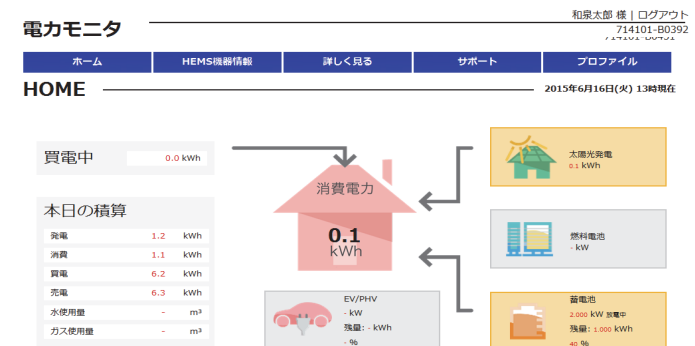 和泉太郎 様 | ログアウト
電力モニタ
714101-B0392
ホーム HEMS機器情報 詳しく見る サポート プロファイル
HOME
2015年6月16日(火) 13時現在
買電中 0.0 kWh
本日の積算
発電 1.2 kWh
消費 1.1 kWh
買電 6.2 kWh
売電 6.3 kWh
水使用量 - m³
ガス使用量 - m³
消費電力
0.1
kWh
EV/PHV
- kW
残量: - kWh
- %
太陽光発電
0.1 kWh
燃料電池
- kW
蓄電池
2.000 kW 放電中
残量: 1.000 kWh
40 %